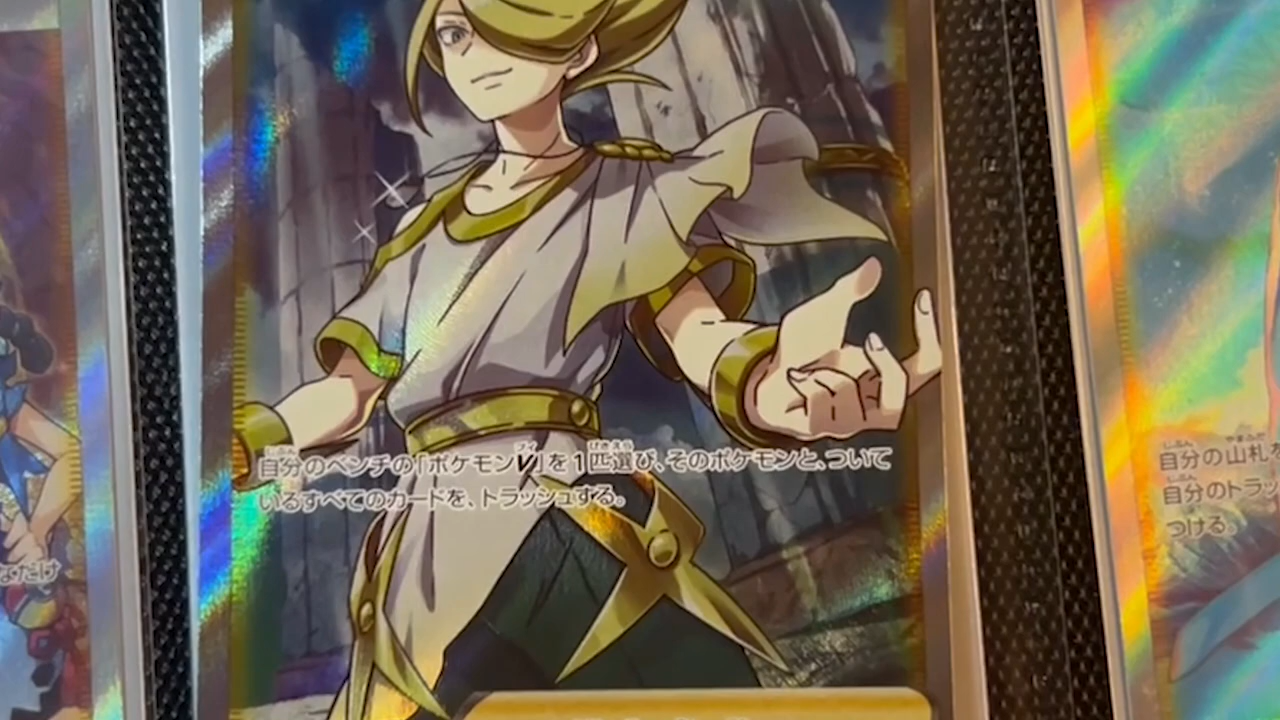 自分のベンチの「ポケモンV」を1匹選び、そのポケモンと、ついて
いるすべてのカードを、トラッシュする。
なだけ
自分の山札を
自分のトラッ
つける。